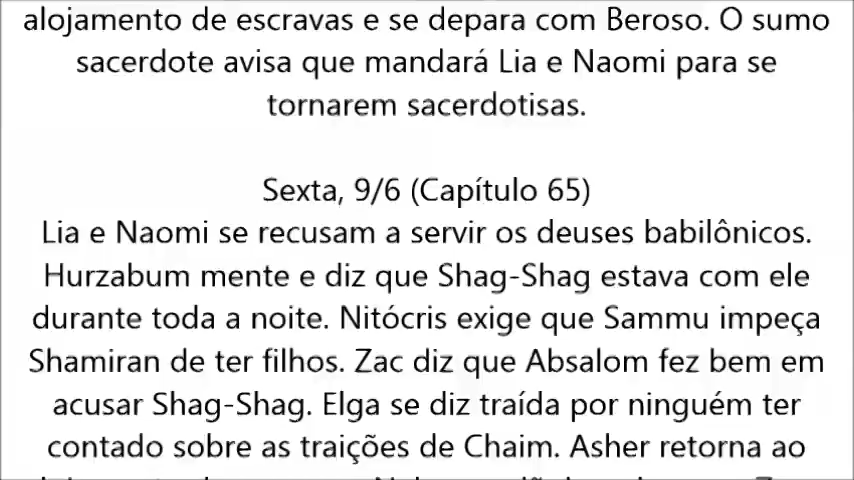 alojamento de escravas e se depara com Beroso. O sumo
sacerdote avisa que mandará Lia e Naomi para se
tornarem sacerdotisas.
Sexta, 9/6 (Capítulo 65)
Lia e Naomi se recusam a servir os deuses babilônicos.
Hurzabum mente e diz que Shag-Shag estava com ele
durante toda a noite. Nitócris exige que Sammu impeça
Shamiran de ter filhos. Zac diz que Absalom fez bem em
acusar Shag-Shag. Elga se diz traída por ninguém ter
contado sobre as traições de Chaim. Asher retorna ao